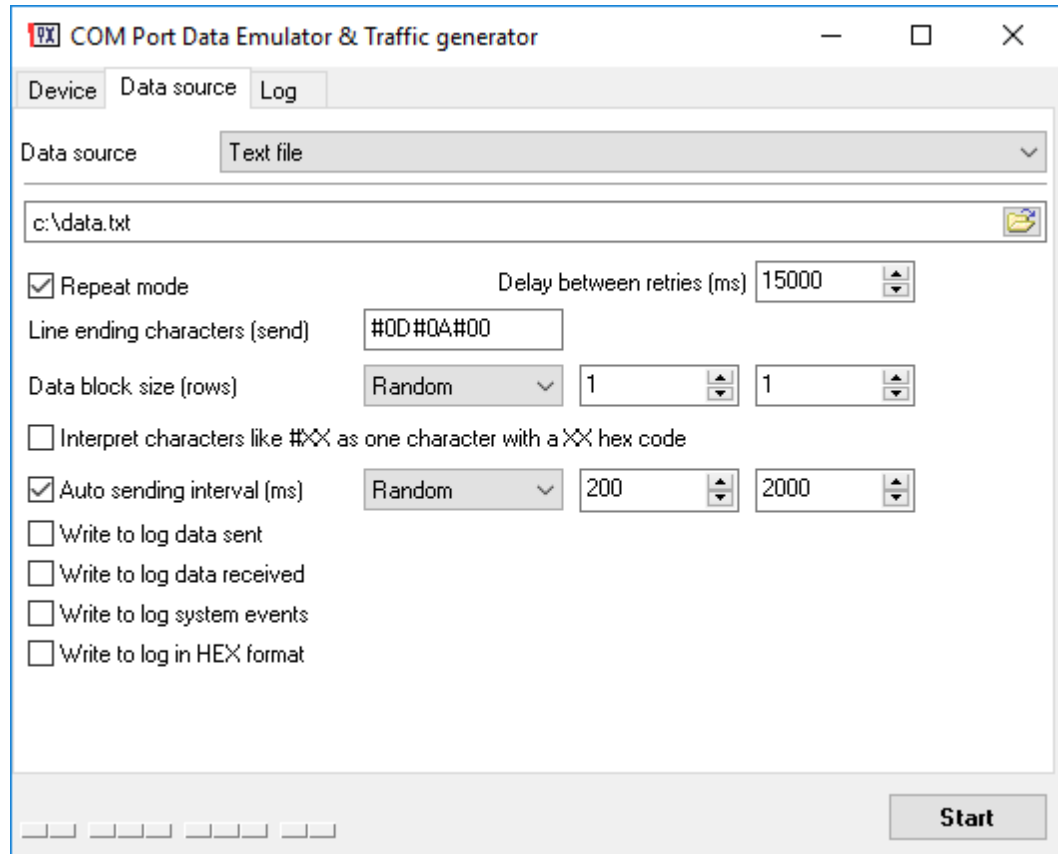 COM Port Data Emulator & Traffic generator
Device Data source Log
Data source Text file
c:\data.txt
Repeat mode Delay between retries (ms) 15000
Line ending characters (send) #0D#0A#00
Data block size (rows) Random 1 1
Interpret characters like #XX as one character with a XX hex code
Auto sending interval (ms) Random 200 2000
Write to log data sent
Write to log data received
Write to log system events
Write to log in HEX format
Start